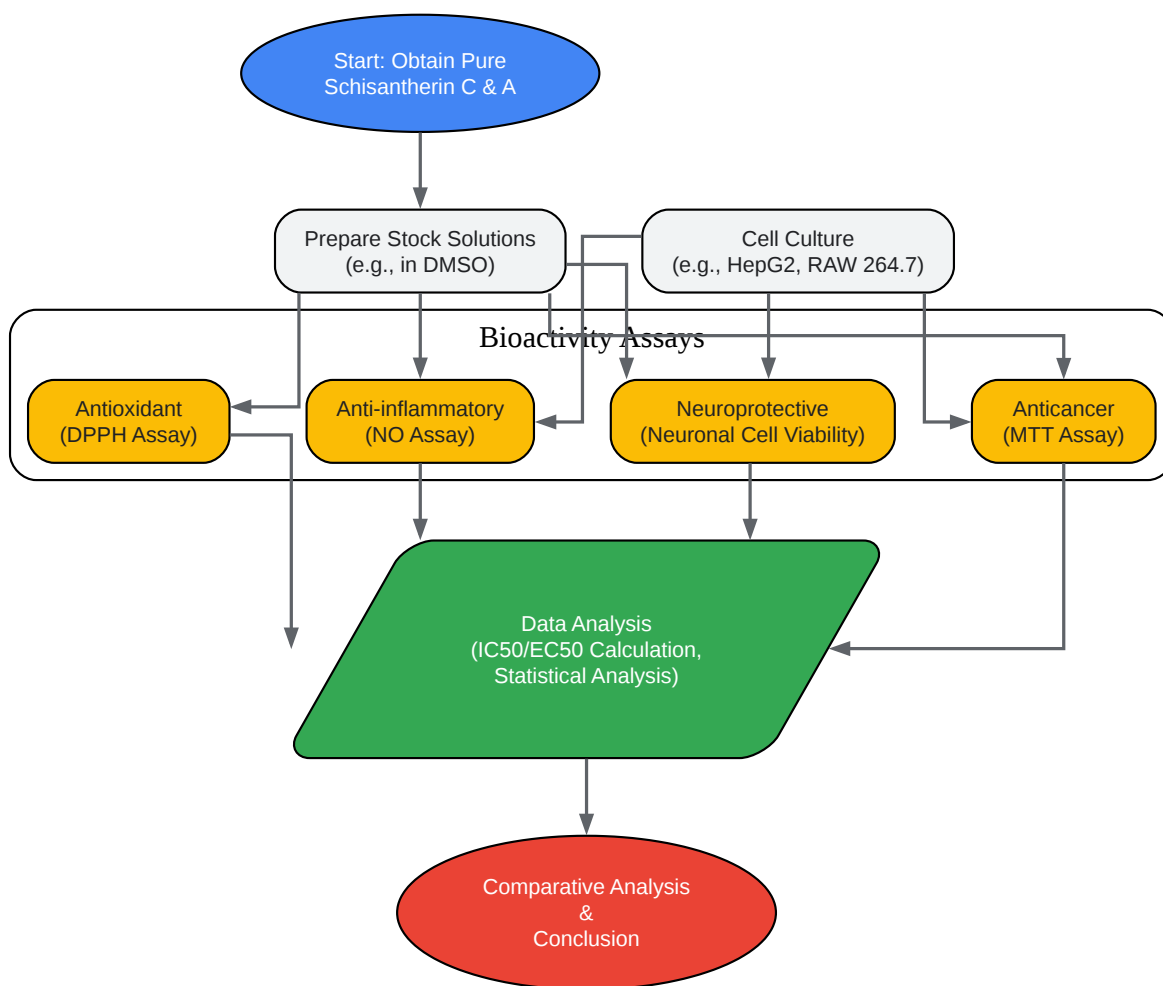 Start: Obtain Pure
Schisantherin C & A
Prepare Stock Solutions
(e.g., in DMSO)
Cell Culture
(e.g., HepG2, RAW 264.7)
Bioactivity Assays
Antioxidant
(DPPH Assay)
Anti-inflammatory
(NO Assay)
Neuroprotective
(Neuronal Cell Viability)
Anticancer
(MTT Assay)
Data Analysis
(IC50/EC50 Calculation,
Statistical Analysis)
Comparative Analysis
&
Conclusion